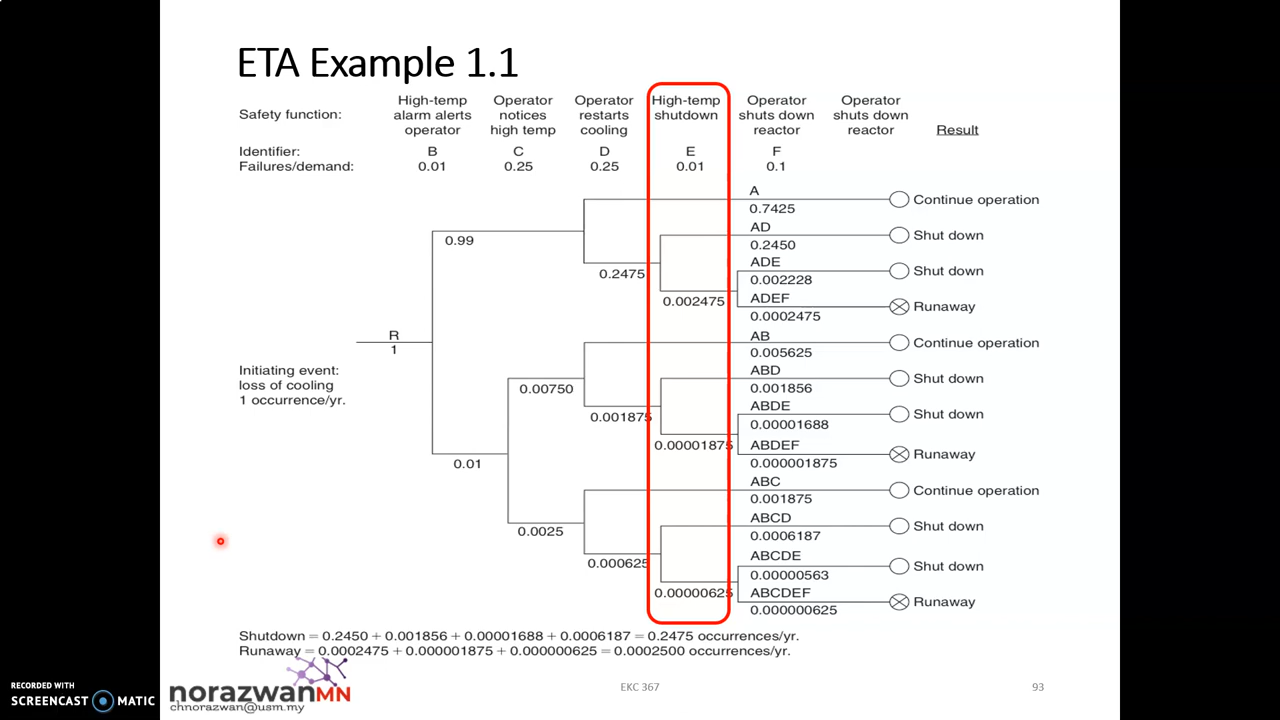 ETA Example 1.1
Safety function:
High-temp
alarm alerts
operator
Operator
notices
high temp
Operator
restarts
cooling
High-temp
shutdown
Operator
shuts down
reactor
Operator
shuts down
reactor
Result
Identifier: B C D E F
Failures/demand: 0.01 0.25 0.25 0.01 0.1
A
0.7425
Continue operation
0.99
AD
0.2450
Shut down
0.2475
ADE
0.002228
Shut down
0.002475
ADEF
0.0002475
Runaway
R
1
AB
0.005625
Continue operation
Initiating event:
loss of cooling
1 occurrence/yr.
ABD
0.001856
Shut down
0.00750
0.001875
ABDE
0.00001688
Shut down
0.00001875
ABDEF
0.000001875
Runaway
0.01
ABC
0.001875
Continue operation
0.0025
ABCD
0.0006187
Shut down
0.000625
ABCDE
0.00000563
Shut down
0.00000625
ABCDEF
0.000000625
Runaway
Shutdown = 0.2450 + 0.001856 + 0.00001688 + 0.0006187 = 0.2475 occurrences/yr.
Runaway = 0.0002475 + 0.000001875 + 0.000000625 = 0.0002500 occurrences/yr.
norazwanMN
chnorazwan@usm.my
EKC 367
93
RECORDED WITH
SCREENCAST MATIC